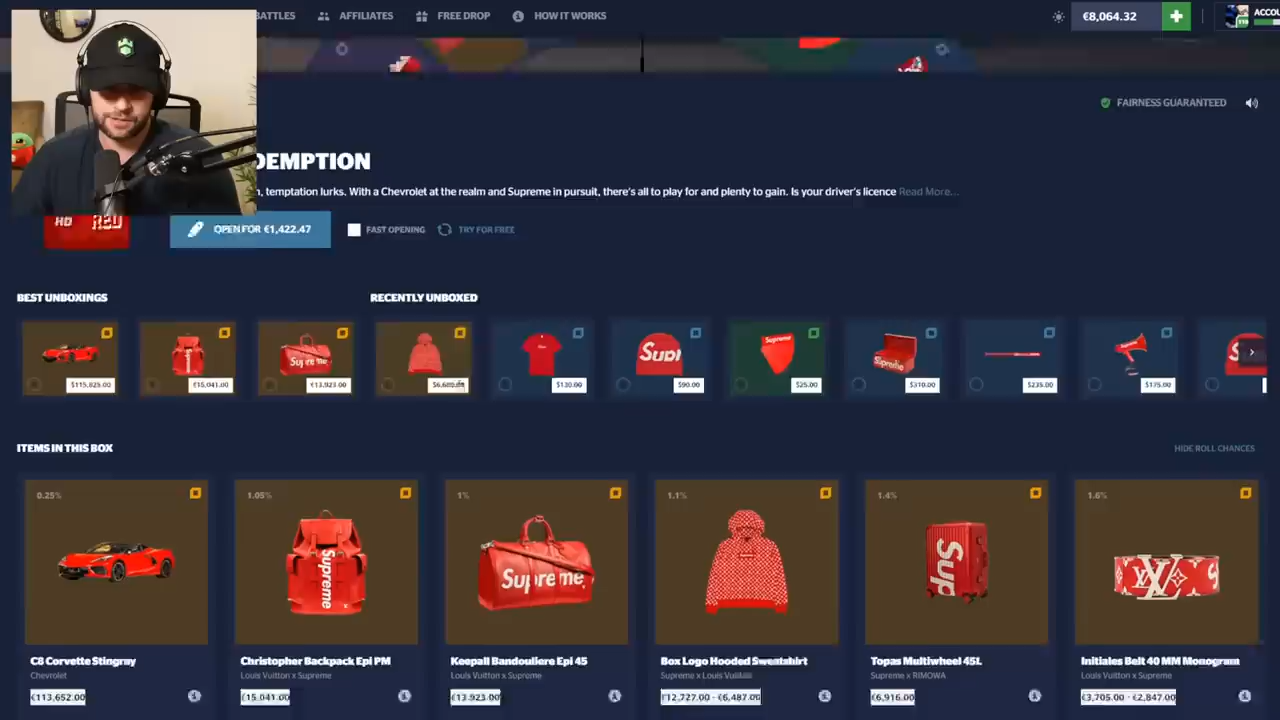 BATTLES
AFFILIATES
FREE DROP
HOW IT WORKS
€8,064.32
FAIRNESS GUARANTEED
DEMPTION
, temptation lurks. With a Chevrolet at the realm and Supreme in pursuit, there's all to play for and plenty to gain. Is your driver's licence Read More...
RED
OPEN FOR €1,422.47
FAST OPENING
TRY FOR FREE
BEST UNBOXINGS
RECENTLY UNBOXED
€15,041.00
€13,923.00
$130.00
$90.00
$25.00
$310.00
$235.00
$175.00
ITEMS IN THIS BOX
HIDE ROLL CHANCES
0.25%
1.05%
1%
1.1%
1.4%
1.6%
Supreme
Supreme
Sup
C8 Corvette Stingray
Christopher Backpack Epi PM
Keepall Bandouliere Epi 45
Box Logo Hooded Sweatshirt
Topas Multiwheel 45L
Initiales Belt 40 MM Monogram
Chevrolet
Louis Vuitton x Supreme
Louis Vuitton x Supreme
Supreme x Louis Vuitton
Supreme x RIMOWA
Louis Vuitton x Supreme
€113,652.00
€15,041.00
€13,923.00
€12,727.00 - €6,487.00
€6,916.00
€3,705.00 - €2,847.00